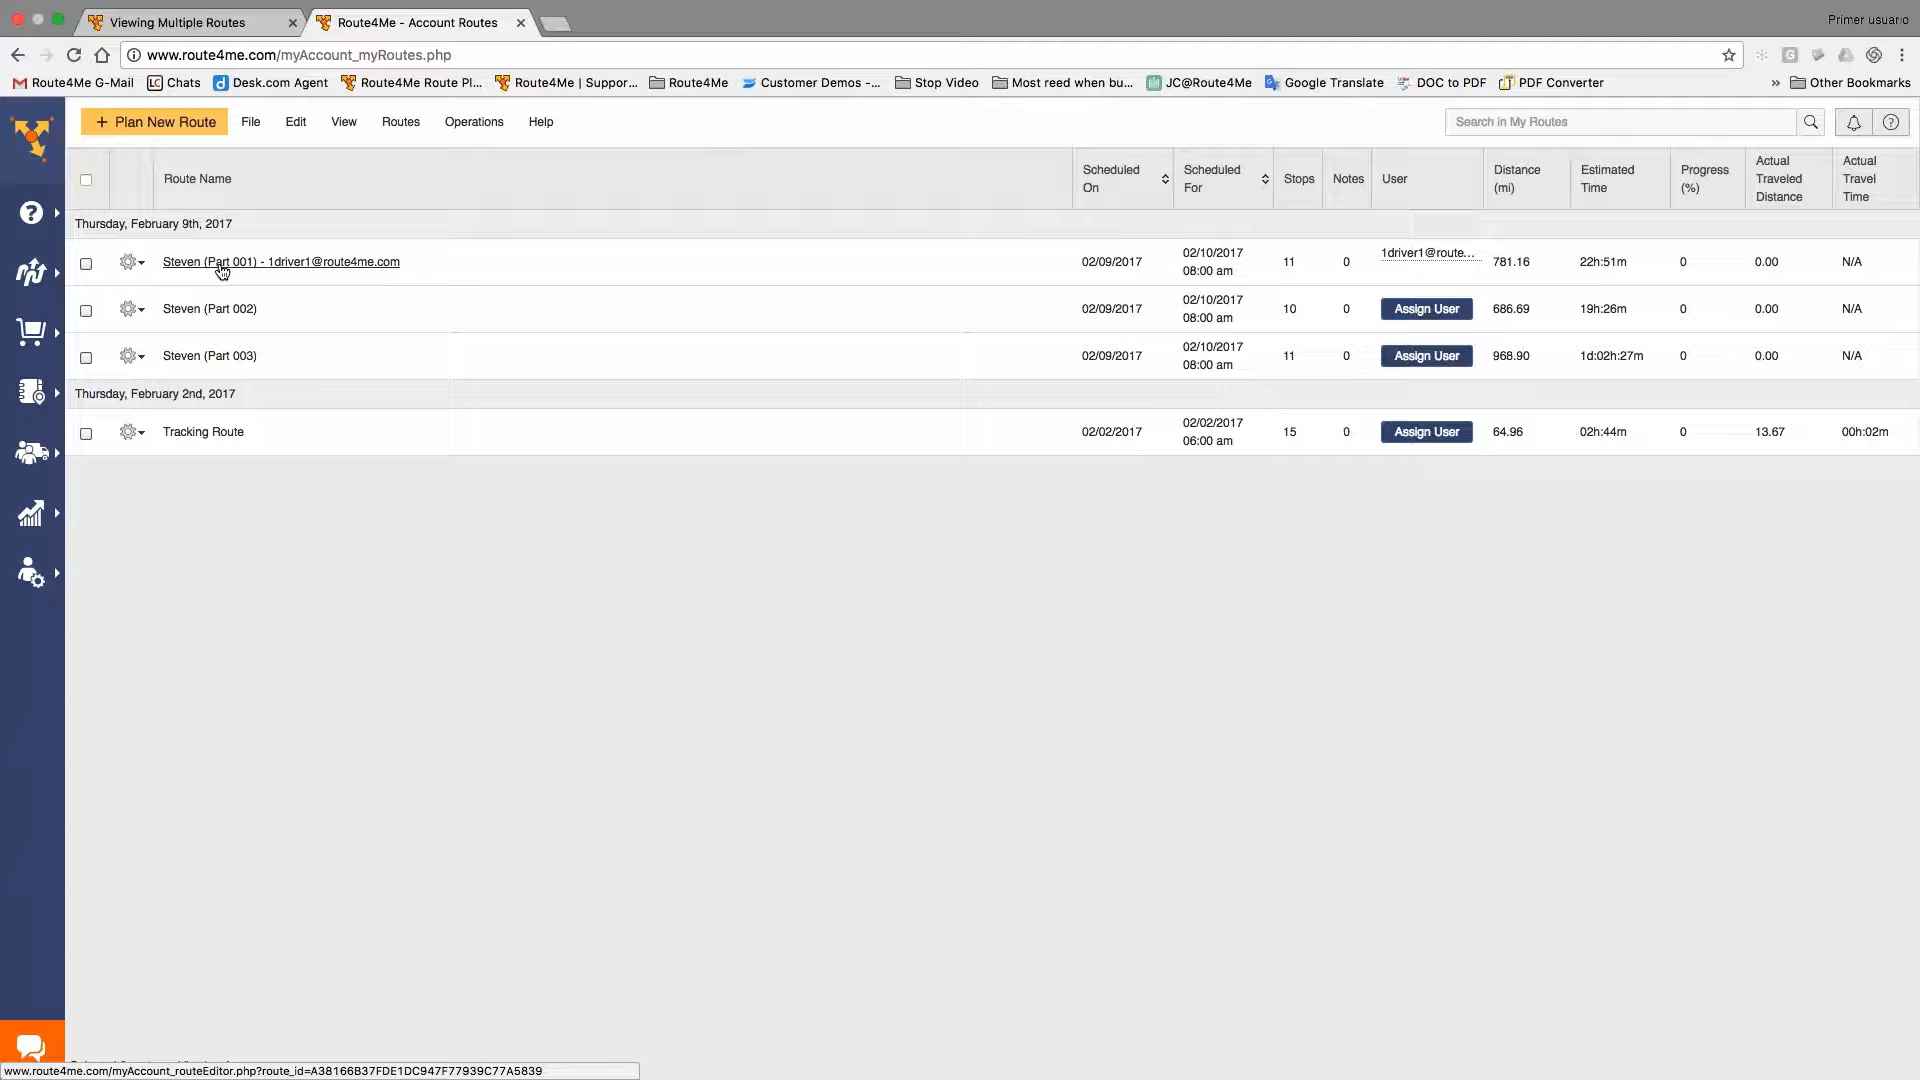 Viewing Multiple Routes
Route4Me - Account Routes
Primer usuario
www.route4me.com/myAccount_myRoutes.php
Route4Me G-Mail
Chats
Desk.com Agent
Route4Me Route Pl...
Route4Me | Suppor...
Route4Me
Customer Demos -...
Stop Video
Most reed when bu...
JC@Route4Me
Google Translate
DOC to PDF
PDF Converter
» Other Bookmarks
+ Plan New Route File Edit View Routes Operations Help
Search in My Routes
Route Name
Scheduled On
Scheduled For
Stops
Notes
User
Distance (mi)
Estimated Time
Progress (%)
Actual Traveled Distance
Actual Travel Time
Thursday, February 9th, 2017
Steven (Part 001) - 1driver1@route4me.com 02/09/2017 02/10/2017 08:00 am 11 0 1driver1@route... 781.16 22h:51m 0 0.00 N/A
Steven (Part 002) 02/09/2017 02/10/2017 08:00 am 10 0 Assign User 686.69 19h:26m 0 0.00 N/A
Steven (Part 003) 02/09/2017 02/10/2017 08:00 am 11 0 Assign User 968.90 1d:02h:27m 0 0.00 N/A
Thursday, February 2nd, 2017
Tracking Route 02/02/2017 02/02/2017 06:00 am 15 0 Assign User 64.96 02h:44m 0 13.67 00h:02m
www.route4me.com/myAccount_routeEditor.php?route_id=A38166B37FDE1DC947F77939C77A5839